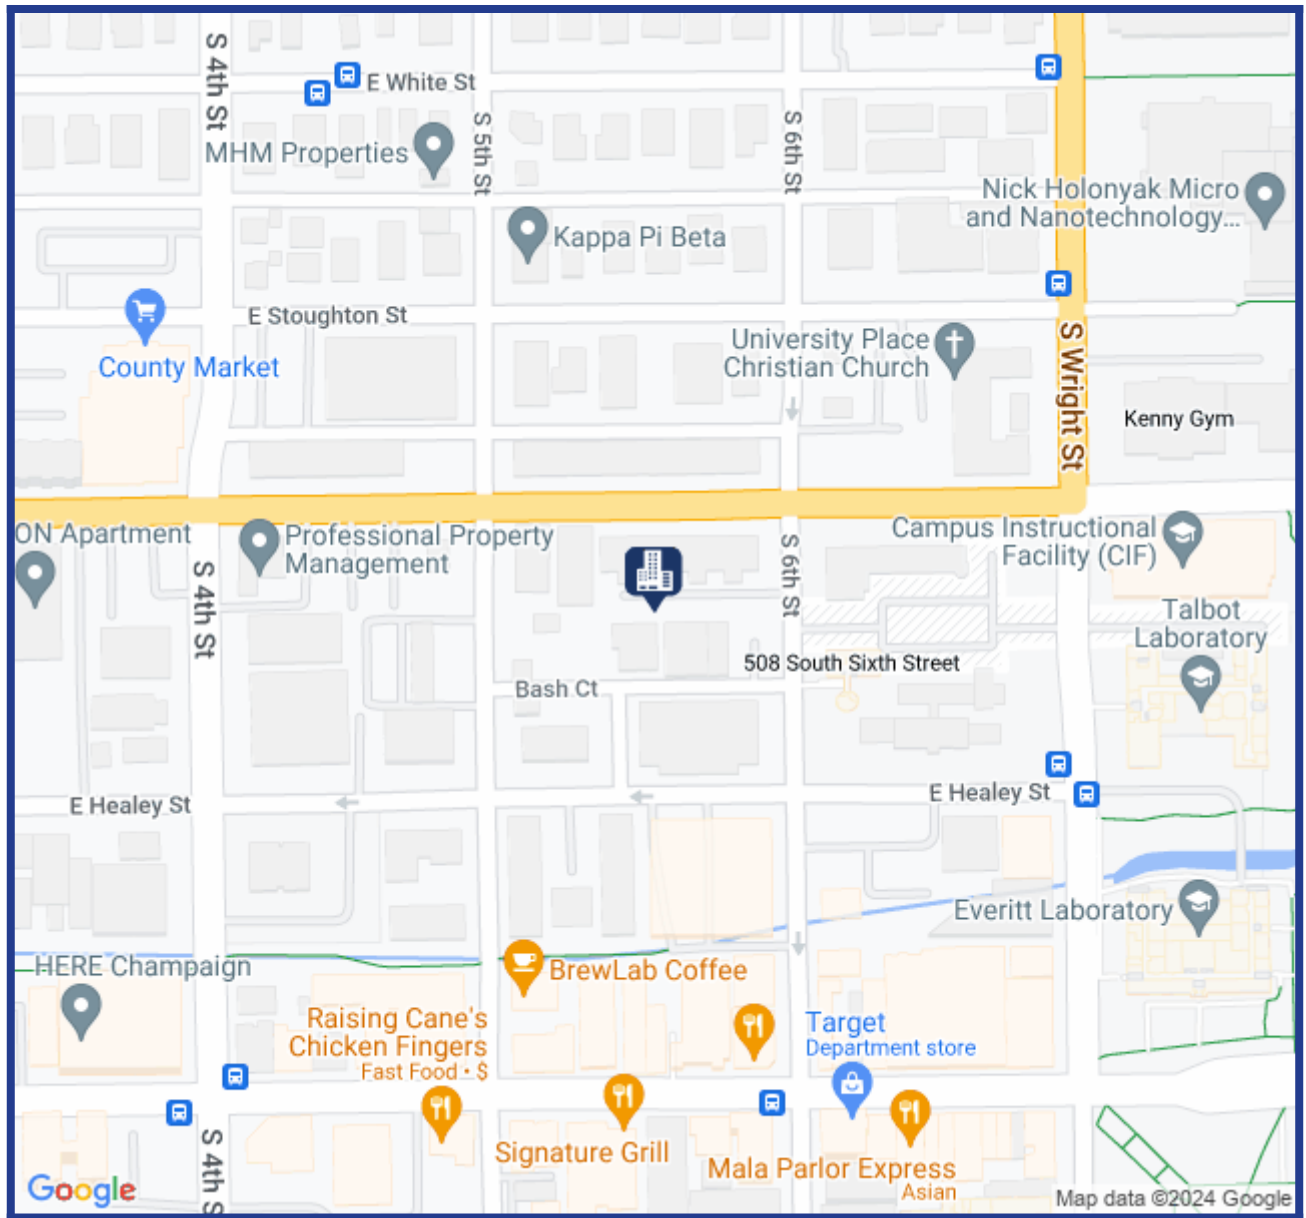 S 4th St
E White St
S 5th St
S 6th St
MHM Properties
Nick Holonyak Micro
and Nanotechnology...
Kappa Pi Beta
E Stoughton St
University Place
Christian Church
County Market
S Wright St
Kenny Gym
ON Apartment
Professional Property
Management
S 4th St
S 6th St
Campus Instructional
Facility (CIF)
Talbot
Laboratory
508 South Sixth Street
Bash Ct
E Healey St
E Healey St
Everitt Laboratory
HERE Champaign
BrewLab Coffee
Raising Cane's
Chicken Fingers
Fast Food • $
Target
Department store
Signature Grill
Mala Parlor Express
Asian
S 4th S
Google
Map data ©2024 Google